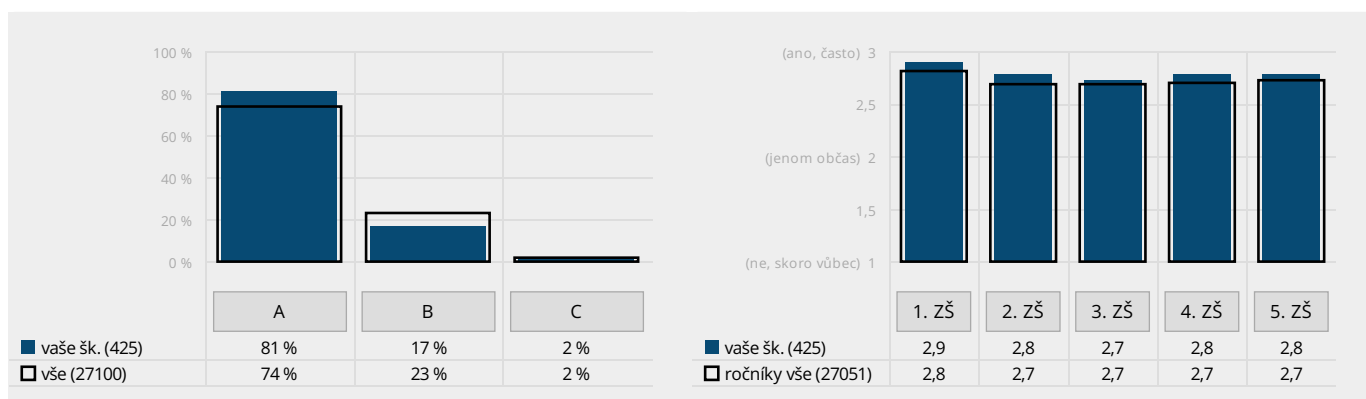 100 %
80 %
60 %
40 %
20 %
0 %
A B C
vaše šk. (425) 81 % 17 % 2 %
vše (27100) 74 % 23 % 2 %
(ano, často) 3
2,5
(jenom občas) 2
1,5
(ne, skoro vůbec) 1
1. ZŠ 2. ZŠ 3. ZŠ 4. ZŠ 5. ZŠ
vaše šk. (425) 2,9 2,8 2,7 2,8 2,8
ročníky vše (27051) 2,8 2,7 2,7 2,7 2,7